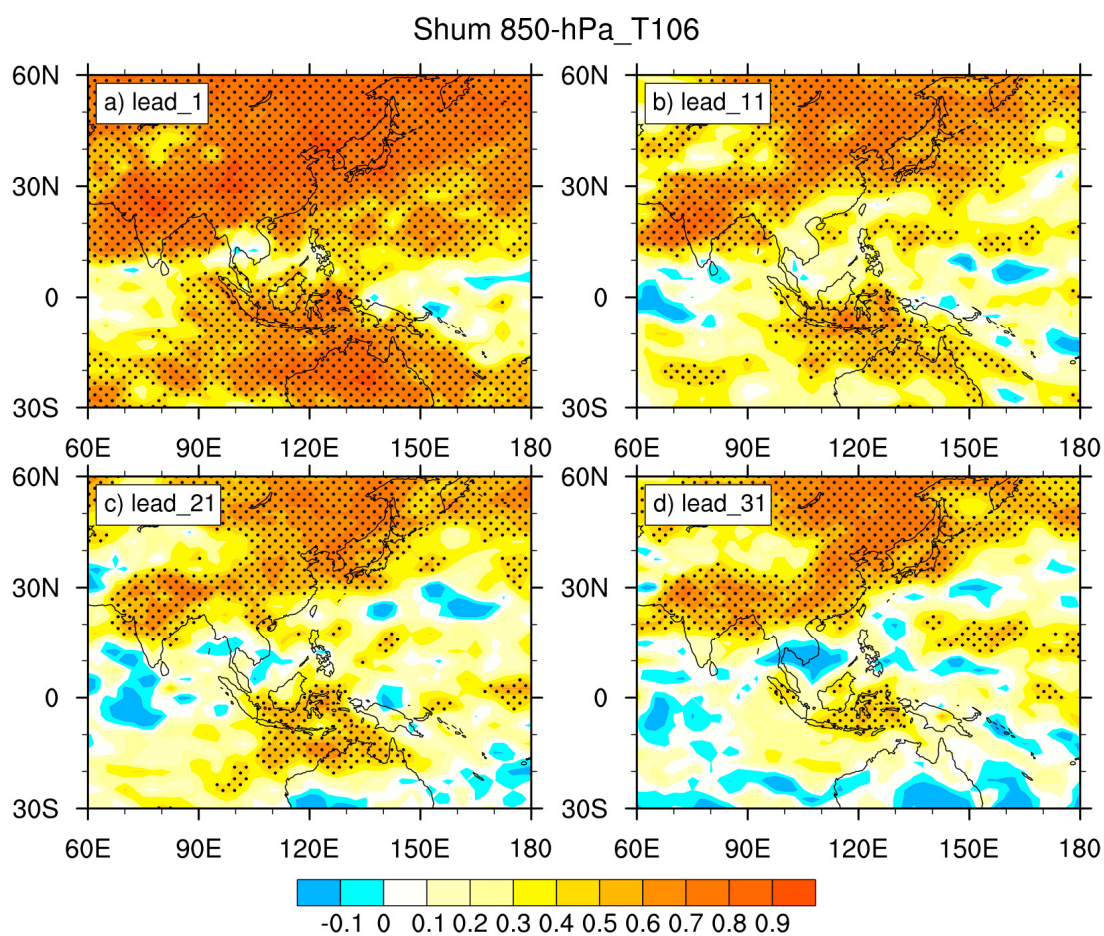 Shum 850-hPa_T106
60N
a) lead_1
30N
0
30S
60E 90E 120E 150E 180
60N
b) lead_11
30N
0
30S
60E 90E 120E 150E 180
60N
c) lead_21
30N
0
30S
60E 90E 120E 150E 180
60N
d) lead_31
30N
0
30S
60E 90E 120E 150E 180
-0.1 0 0.1 0.2 0.3 0.4 0.5 0.6 0.7 0.8 0.9